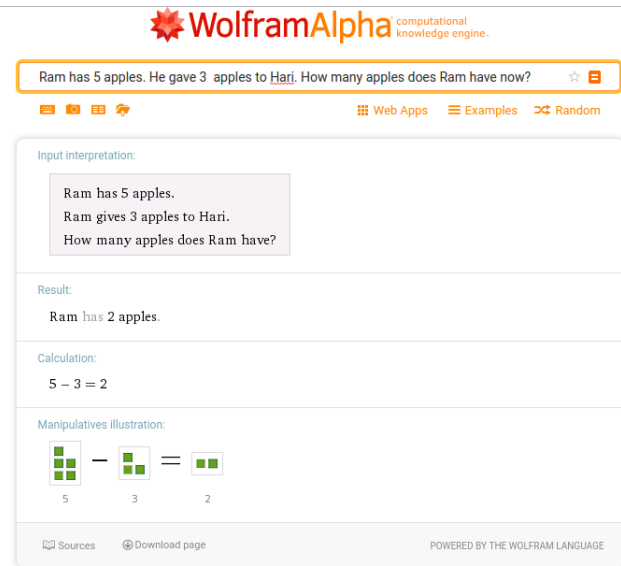 WolframAlpha computational knowledge engine.
Ram has 5 apples. He gave 3  apples to Hari. How many apples does Ram have now?
Web Apps Examples Random
Input interpretation:
Ram has 5 apples.
Ram gives 3 apples to Hari.
How many apples does Ram have?
Result:
Ram has 2 apples.
Calculation:
5 – 3 = 2
Manipulatives illustration:
– =
5 3 2
Sources Download page POWERED BY THE WOLFRAM LANGUAGE